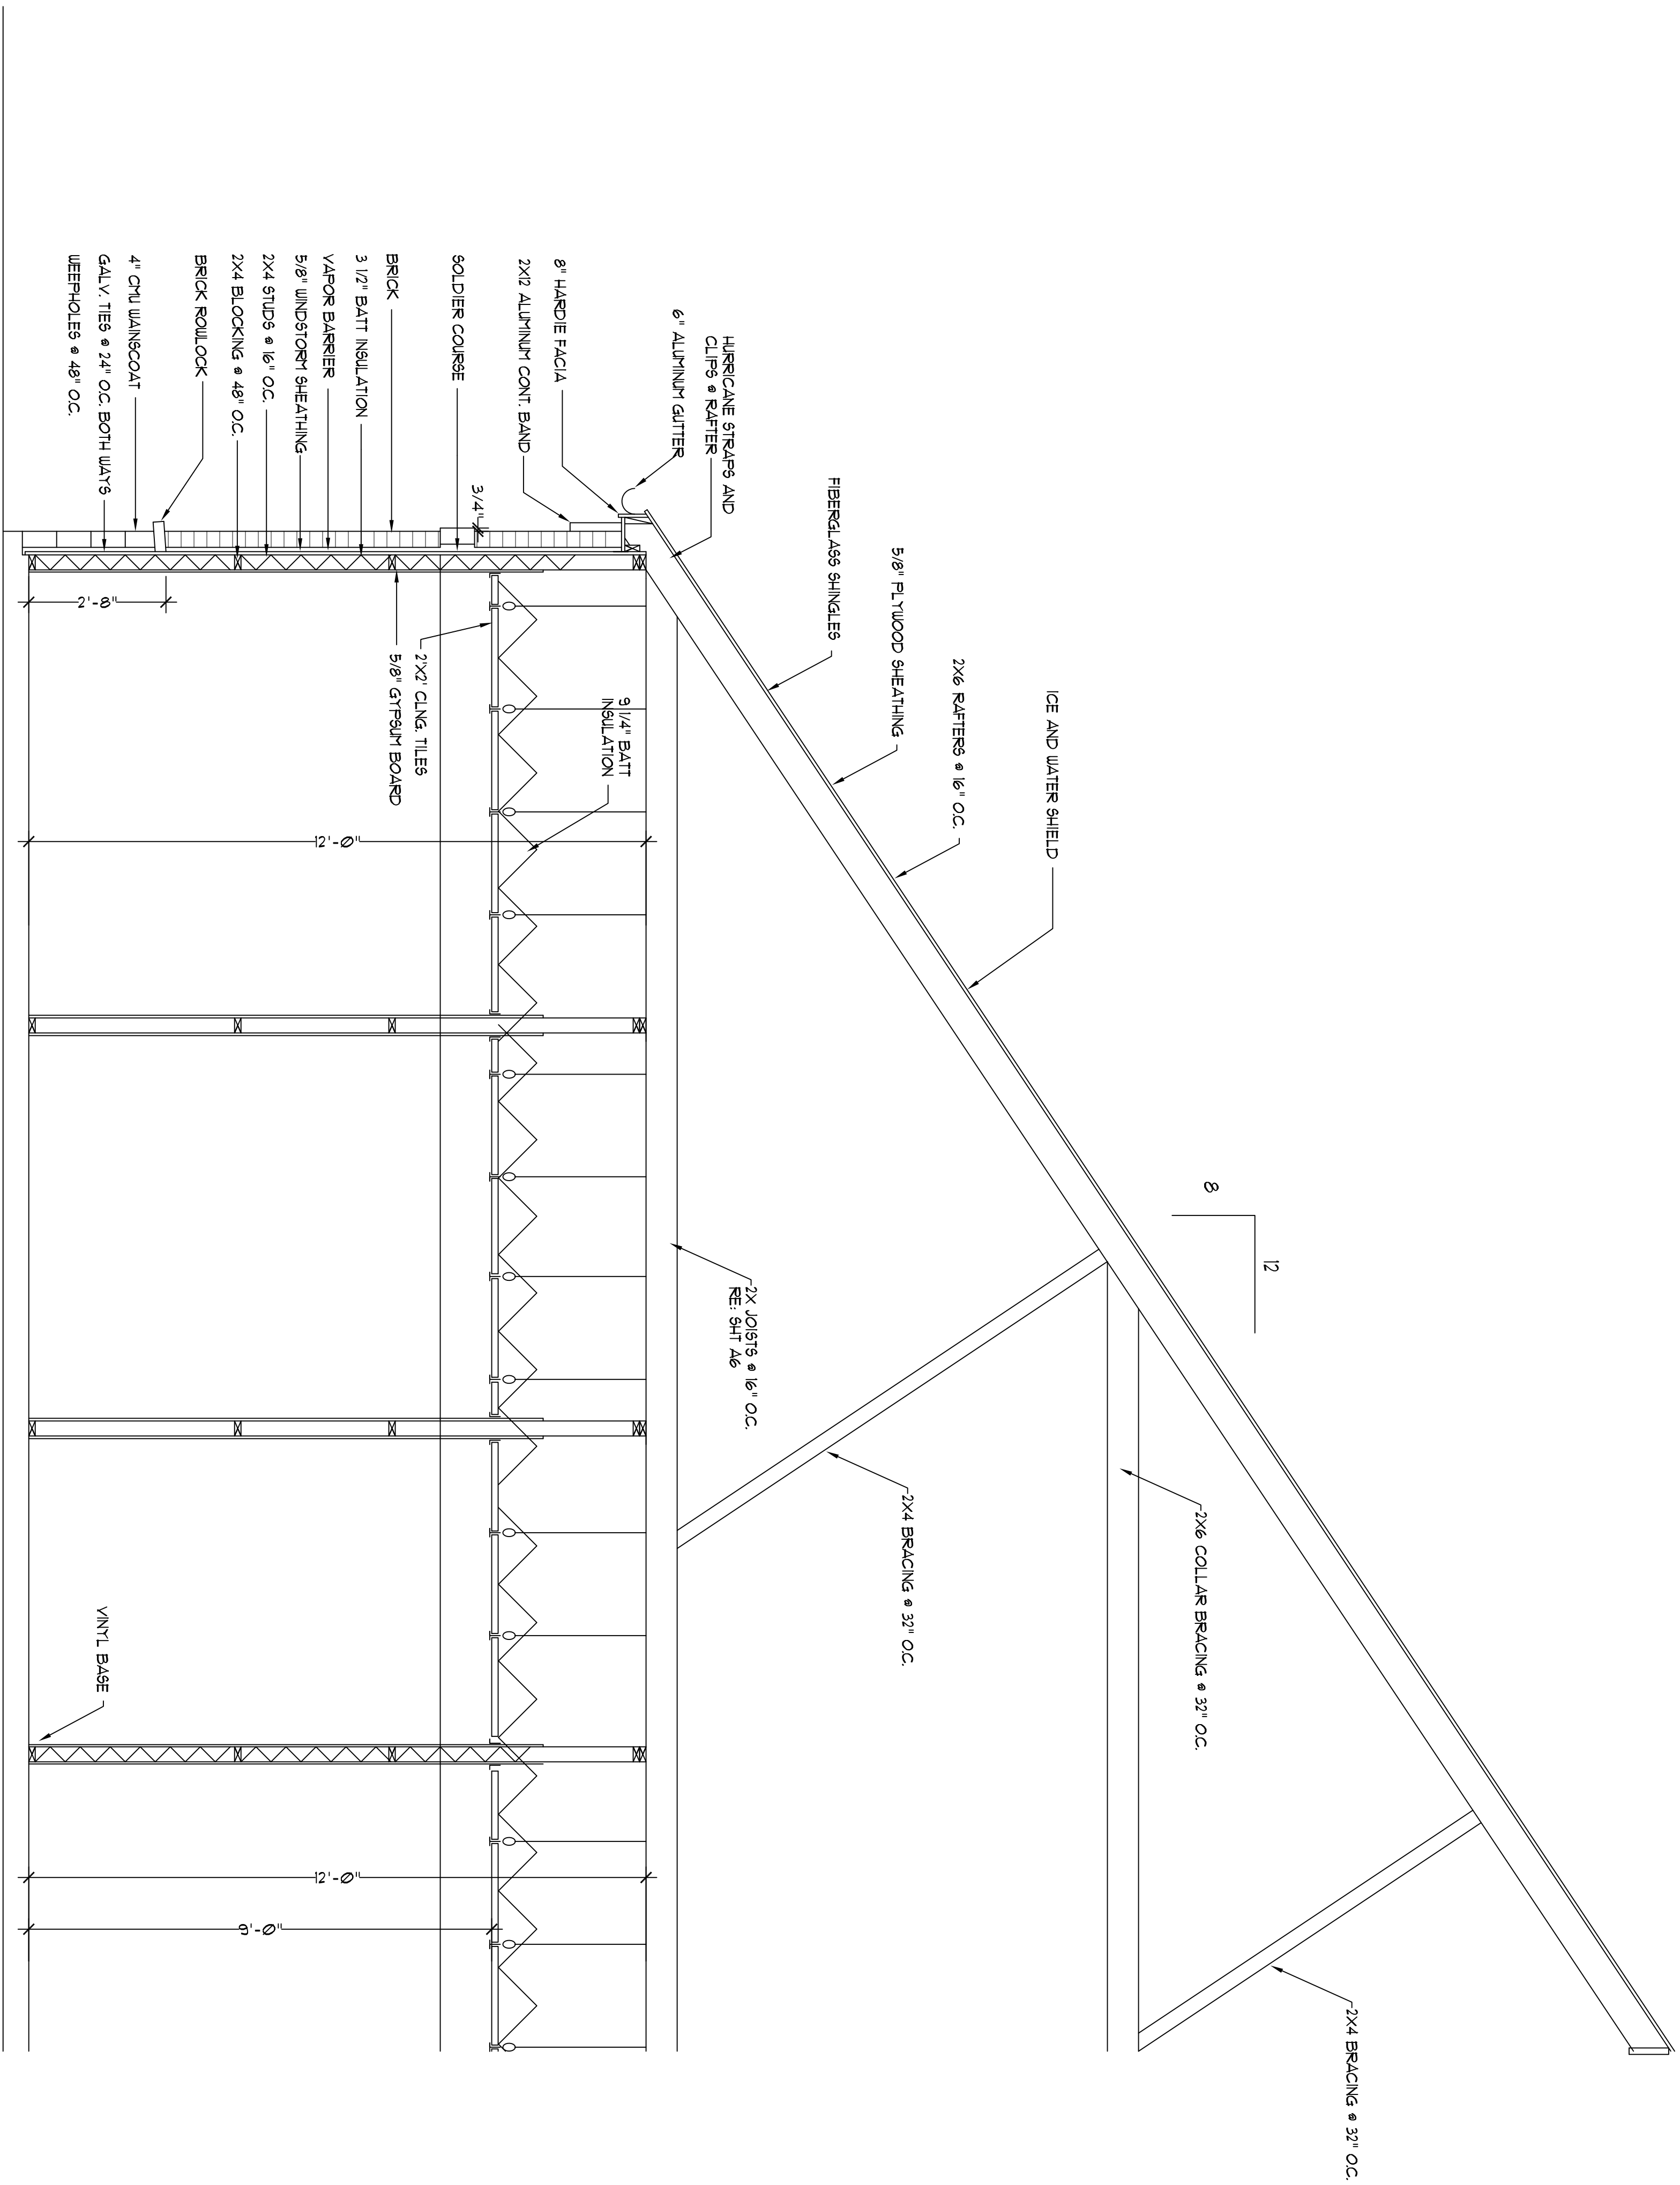 ICE AND WATER SHIELD
2X6 RAFTERS @ 16" O.C.
5/8" PLYWOOD SHEATHING
FIBERGLASS SHINGLES
HURRICANE STRAPS AND
CLIPS @ RAFTER
6" ALUMINUM GUTTER
8" HARDIE FACIA
2X12 ALUMINUM CONT. BAND
SOLDIER COURSE
BRICK
3 1/2" BATT INSULATION
VAPOR BARRIER
5/8" WINDSTORM SHEATHING
2X4 STUDS @ 16" O.C.
2X4 BLOCKING @ 48" O.C.
BRICK ROWLOCK
4" CMU WAINSCOAT
GALV. TIES @ 24" O.C. BOTH WAYS
WEEPHOLES @ 48" O.C.
3/4"
2'-8"
9 1/4" BATT
INSULATION
2'X2' CLNG. TILES
5/8" GYPSUM BOARD
12'-0"
8
12
2X JOISTS @ 16" O.C.
RE: SHT A6
2X4 BRACING @ 32" O.C.
2X6 COLLAR BRACING @ 32" O.C.
2X4 BRACING @ 32" O.C.
VINYL BASE
12'-0"
9'-0"